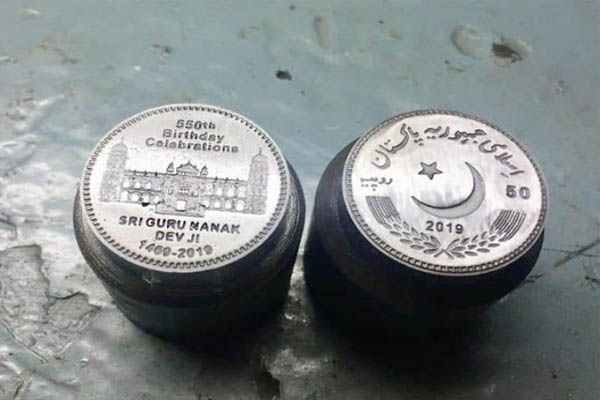 550th
Birthday
Celebrations
SRI GURU NANAK
DEV JI
1469-2019
اسلامی جمہوریہ پاکستان
روپیہ
50
2019